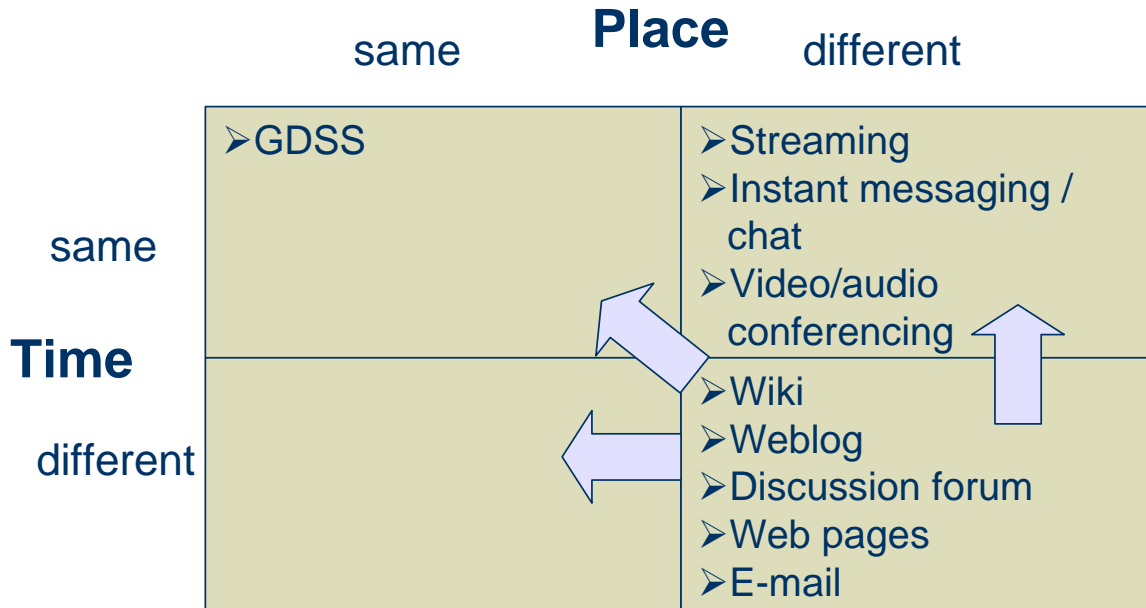 Place
same
different
➢GDSS
➢Streaming
➢Instant messaging /
chat
➢Video/audio
conferencing
same
Time
different
➢Wiki
➢Weblog
➢Discussion forum
➢Web pages
➢E-mail